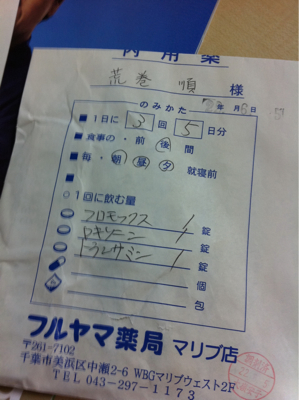 内用薬
荒巻 順 様
のみかた 年 月 日
■ 1日に 3 回 5 日分
■ 食事の・前 後 間
■ 毎・朝 昼 夕 就寝前
■
○ 1回に飲む量
フロモックス 1 錠
ロキソニン 1 錠
トラサミン 1 錠
個
包
フルヤマ薬局 マリブ店
〒261-7102
千葉市美浜区中瀬2-6 WBGマリブウェスト2F
TEL 043-297-1173